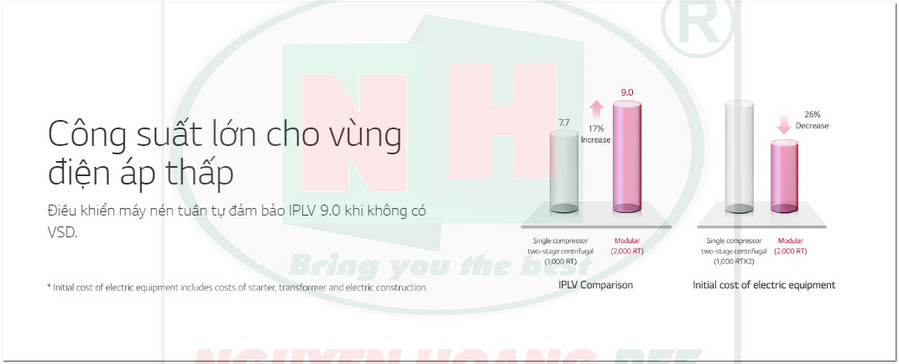 ®
NH
Công suất lớn cho vùng
điện áp thấp
Điều khiển máy nén tuần tự đảm bảo IPLV 9.0 khi không có
VSD.
* Initial cost of electric equipment includes costs of starter, transformer and electric construction.
7.7
17%
Increase
9.0
Single compressor
two-stage centrifugal
(1,000 RT)
Modular
(2,000 RT)
IPLV Comparison
26%
Decrease
Single compressor
two-stage centrifugal
(1,000 RTX2)
Modular
(2,000 RT)
Initial cost of electric equipment
Bring you the best
NGUYEN HOANG REE